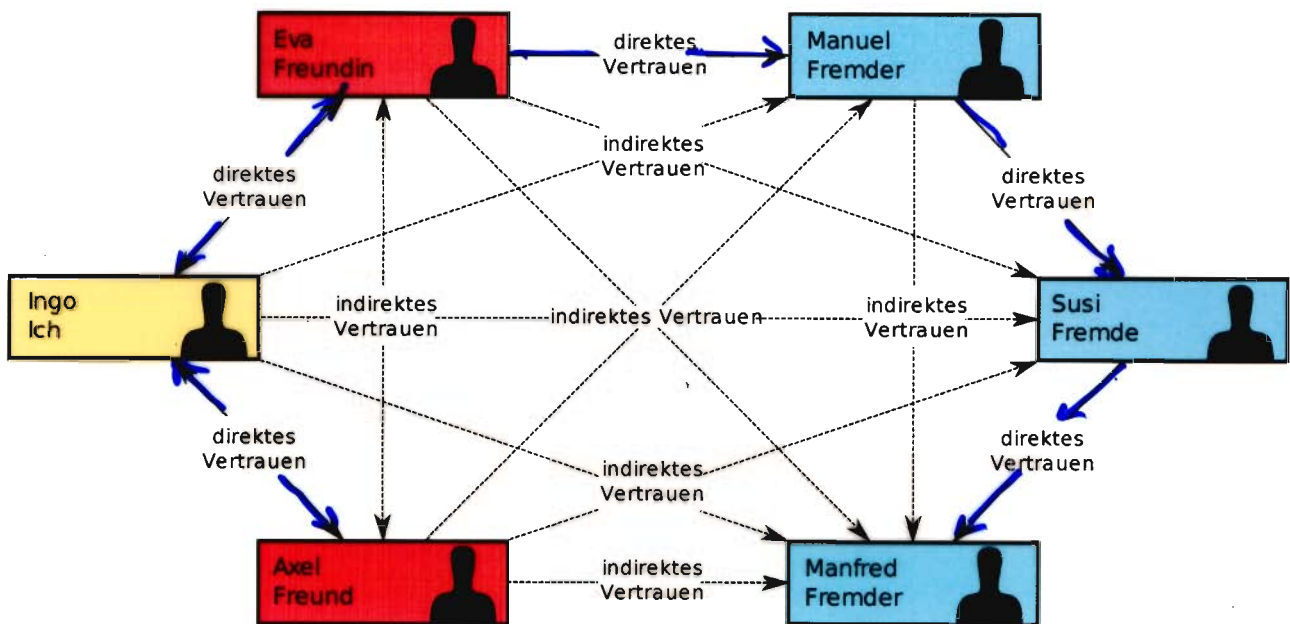 Eva
Freundin
direktes
Vertrauen
Manuel
Fremder
indirektes
Vertrauen
direktes
Vertrauen
direktes
Vertrauen
Ingo
Ich
indirektes
Vertrauen
indirektes Vertrauen
indirektes
Vertrauen
Susi
Fremde
direktes
Vertrauen
indirektes
Vertrauen
direktes
Vertrauen
Axel
Freund
indirektes
Vertrauen
Manfred
Fremder